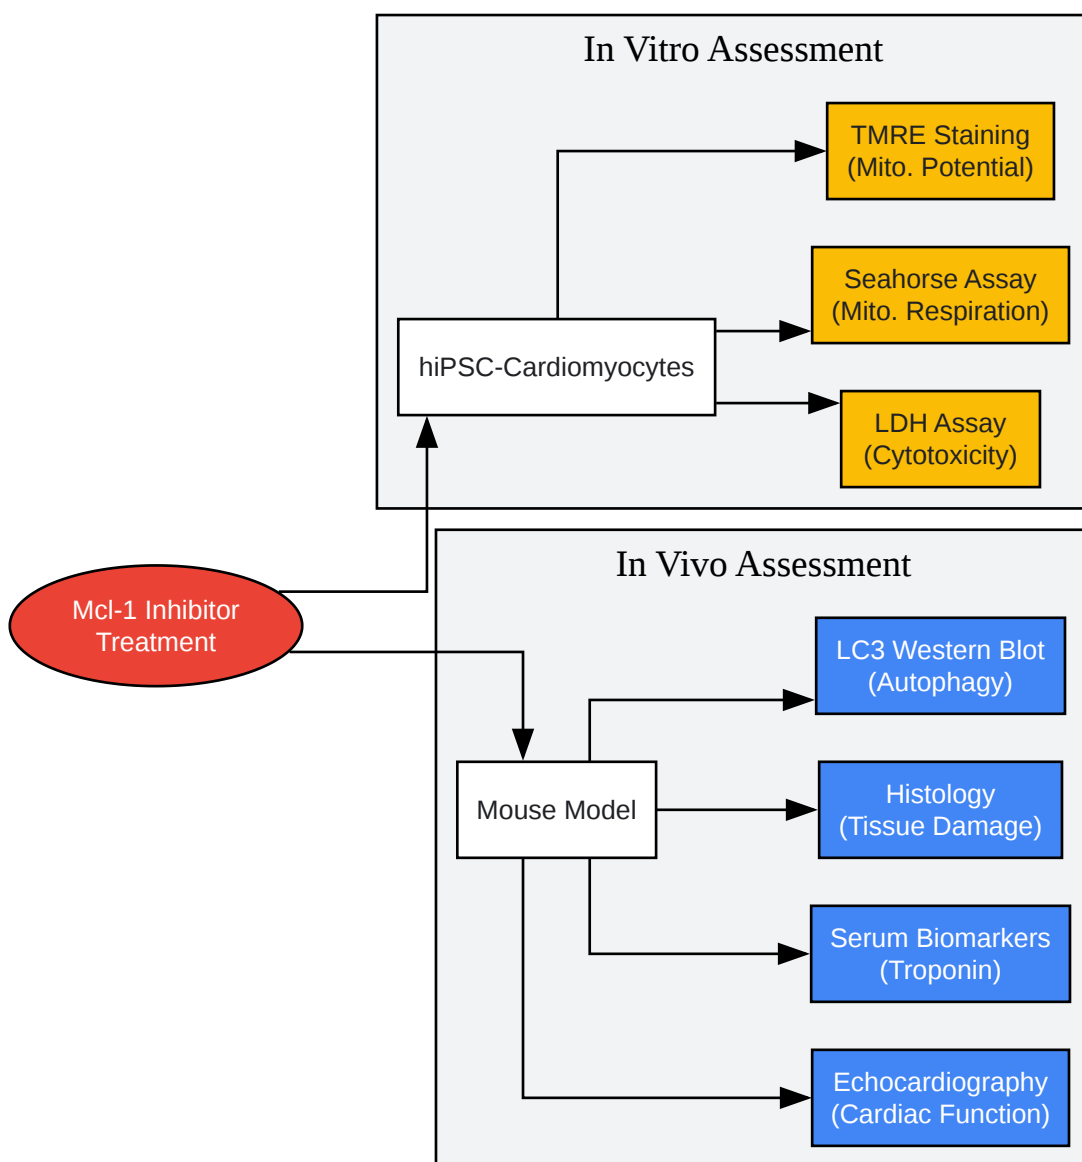 In Vitro Assessment
TMRE Staining
(Mito. Potential)
Seahorse Assay
(Mito. Respiration)
hiPSC-Cardiomyocytes
LDH Assay
(Cytotoxicity)
In Vivo Assessment
Mcl-1 Inhibitor
Treatment
LC3 Western Blot
(Autophagy)
Mouse Model
Histology
(Tissue Damage)
Serum Biomarkers
(Troponin)
Echocardiography
(Cardiac Function)